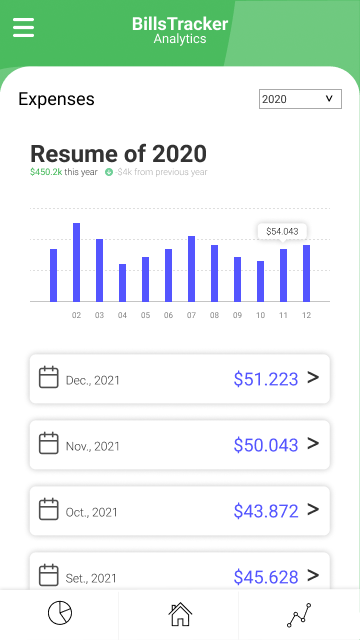 BillsTracker
Analytics
Expenses
2020
Resume of 2020
$450.2k this year -$4k from previous year
$54.043
02 03 04 05 06 07 08 09 10 11 12
Dec., 2021 $51.223
Nov., 2021 $50.043
Oct., 2021 $43.872
Set., 2021 $45.628